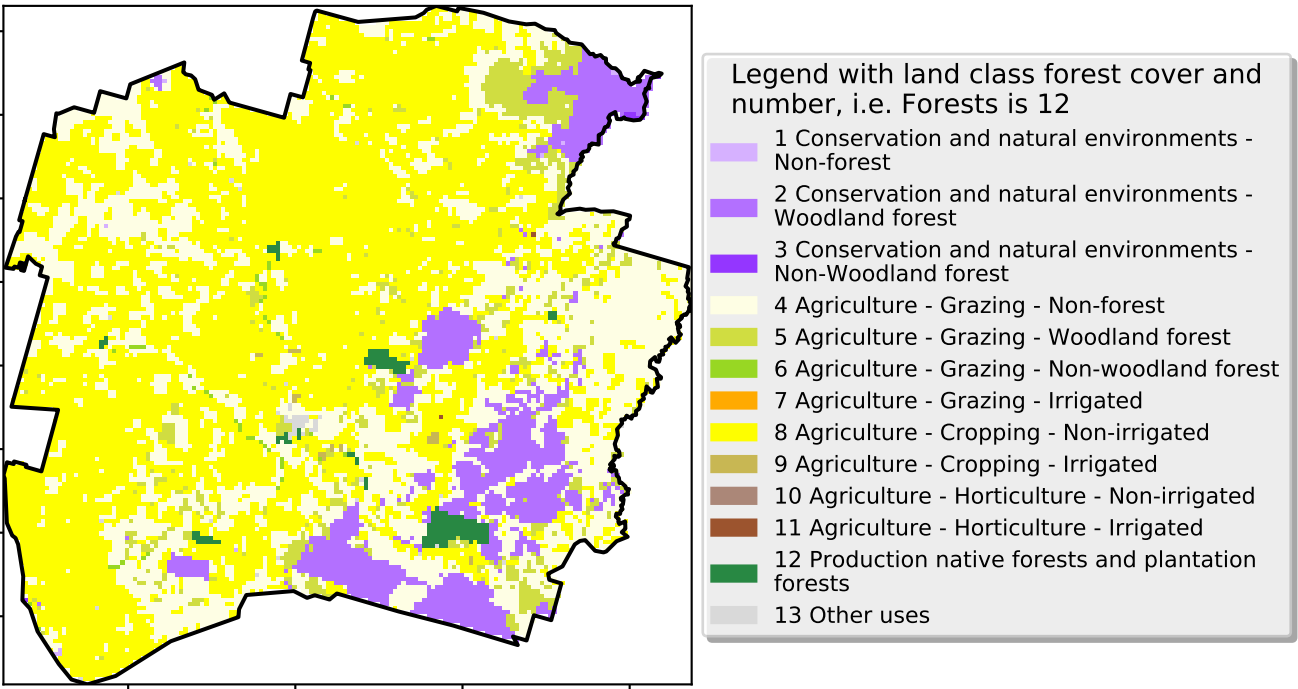 Legend with land class forest cover and
number, i.e. Forests is 12
1 Conservation and natural environments -
Non-forest
2 Conservation and natural environments -
Woodland forest
3 Conservation and natural environments -
Non-Woodland forest
4 Agriculture - Grazing - Non-forest
5 Agriculture - Grazing - Woodland forest
6 Agriculture - Grazing - Non-woodland forest
7 Agriculture - Grazing - Irrigated
8 Agriculture - Cropping - Non-irrigated
9 Agriculture - Cropping - Irrigated
10 Agriculture - Horticulture - Non-irrigated
11 Agriculture - Horticulture - Irrigated
12 Production native forests and plantation
forests
13 Other uses